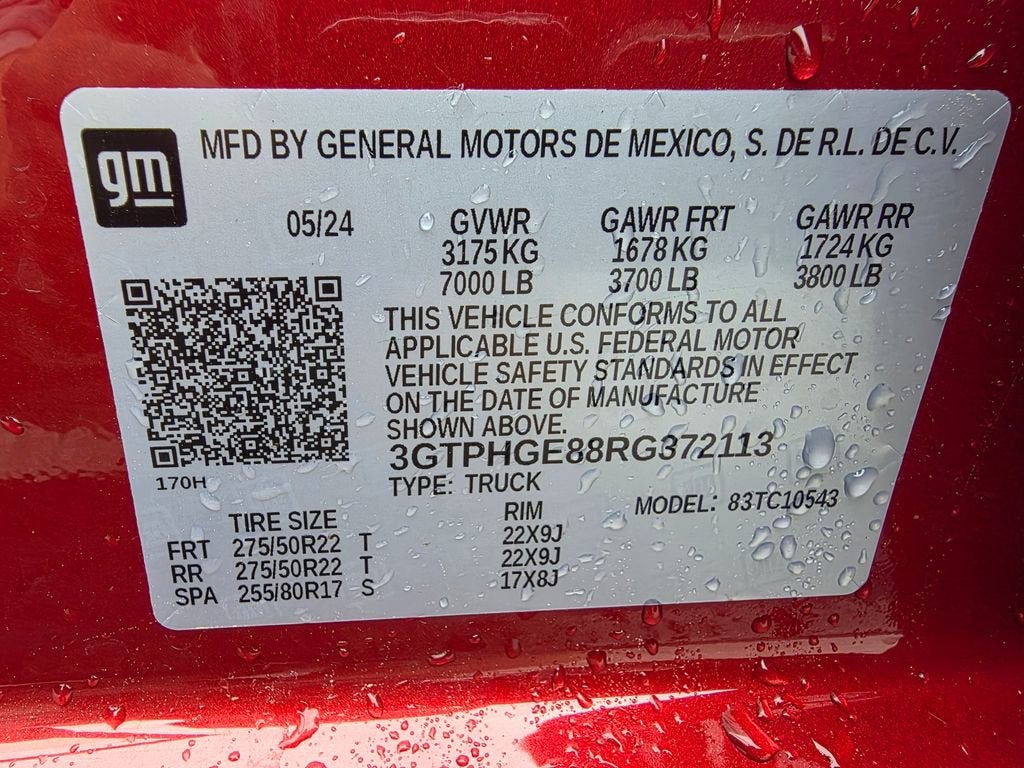 gm
MFD BY GENERAL MOTORS DE MEXICO, S. DE R.L. DE C.V.
05/24
GVWR GAWR FRT GAWR RR
3175 KG 1678 KG 1724 KG
7000 LB 3700 LB 3800 LB
THIS VEHICLE CONFORMS TO ALL
APPLICABLE U.S. FEDERAL MOTOR
VEHICLE SAFETY STANDARDS IN EFFECT
ON THE DATE OF MANUFACTURE
SHOWN ABOVE.
3GTPHGE88RG372113
170H
TYPE: TRUCK
MODEL: 83TC10543
TIRE SIZE RIM
FRT 275/50R22 T 22X9J
RR 275/50R22 T 22X9J
SPA 255/80R17 S 17X8J